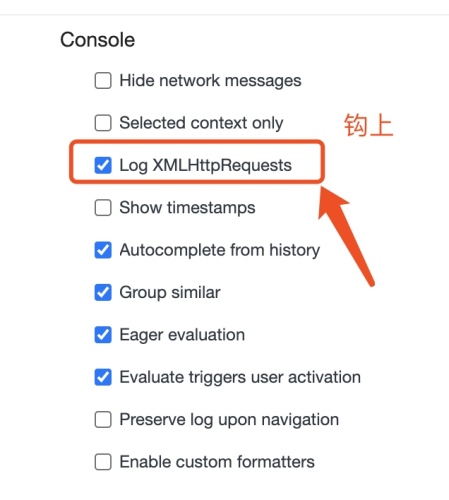 Console
Hide network messages
Selected context only
钩上
Log XMLHttpRequests
Show timestamps
Autocomplete from history
Group similar
Eager evaluation
Evaluate triggers user activation
Preserve log upon navigation
Enable custom formatters